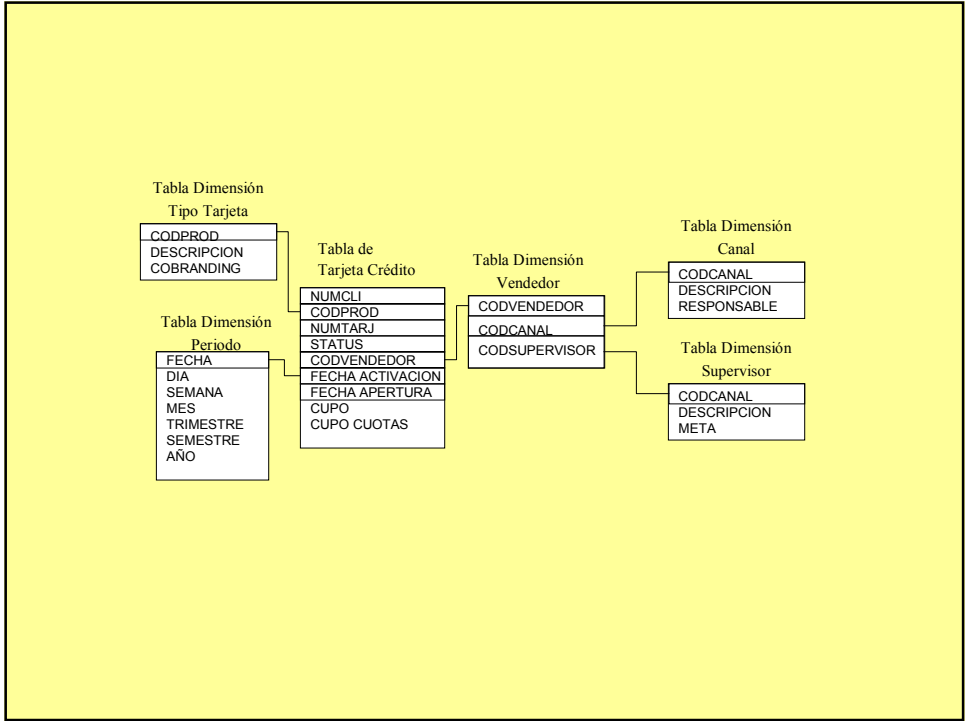 Tabla Dimensión
Tipo Tarjeta
CODPROD
DESCRIPCION
COBRANDING
Tabla Dimensión
Periodo
FECHA
DIA
SEMANA
MES
TRIMESTRE
SEMESTRE
AÑO
Tabla de
Tarjeta Crédito
NUMCLI
CODPROD
NUMTARJ
STATUS
CODVENDEDOR
FECHA ACTIVACION
FECHA APERTURA
CUPO
CUPO CUOTAS
Tabla Dimensión
Vendedor
CODVENDEDOR
CODCANAL
CODSUPERVISOR
Tabla Dimensión
Canal
CODCANAL
DESCRIPCION
RESPONSABLE
Tabla Dimensión
Supervisor
CODCANAL
DESCRIPCION
META